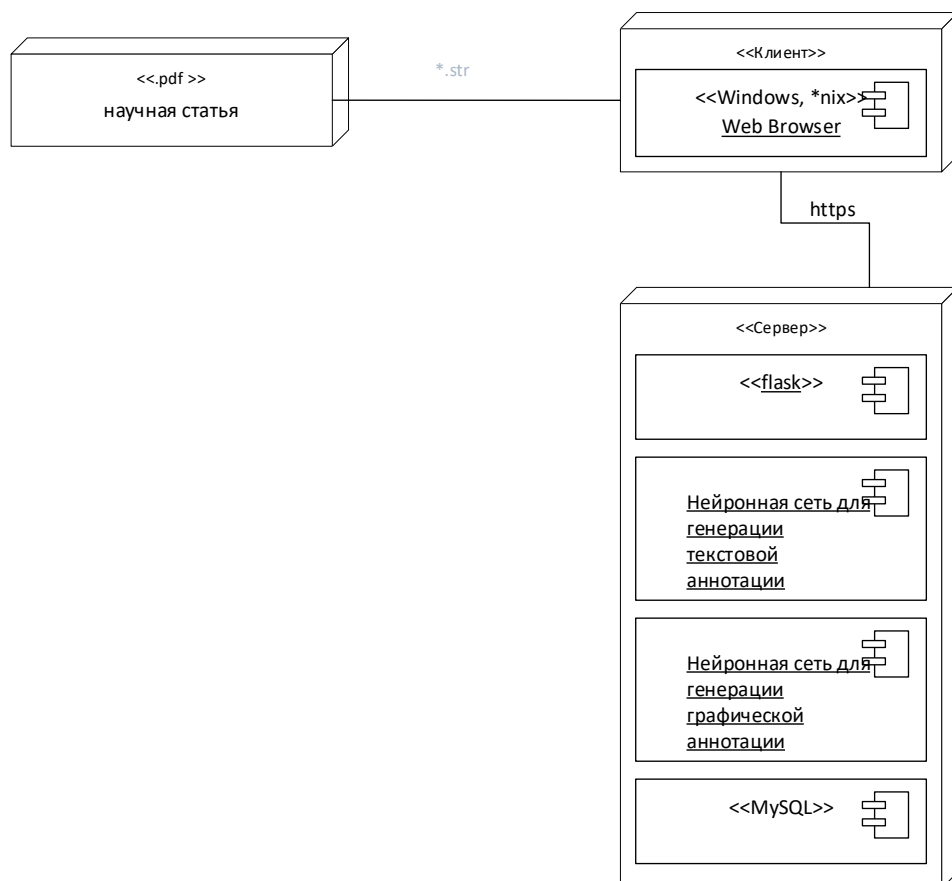 <<.pdf >>
научная статья
*.str
<<Клиент>>
<<Windows, *nix>>
Web Browser
https
<<Сервер>>
<<flask>>
Нейронная сеть для
генерации
текстовой
аннотации
Нейронная сеть для
генерации
графической
аннотации
<<MySQL>>